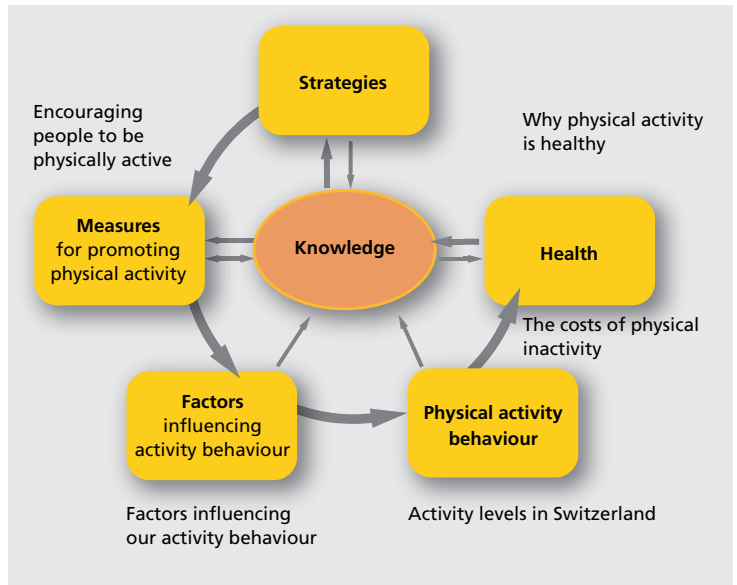 Strategies
Encouraging
people to be
physically active
Why physical activity
is healthy
Measures
for promoting
physical activity
Knowledge
Health
The costs of physical
inactivity
Factors
influencing
activity behaviour
Physical activity
behaviour
Factors influencing
our activity behaviour
Activity levels in Switzerland